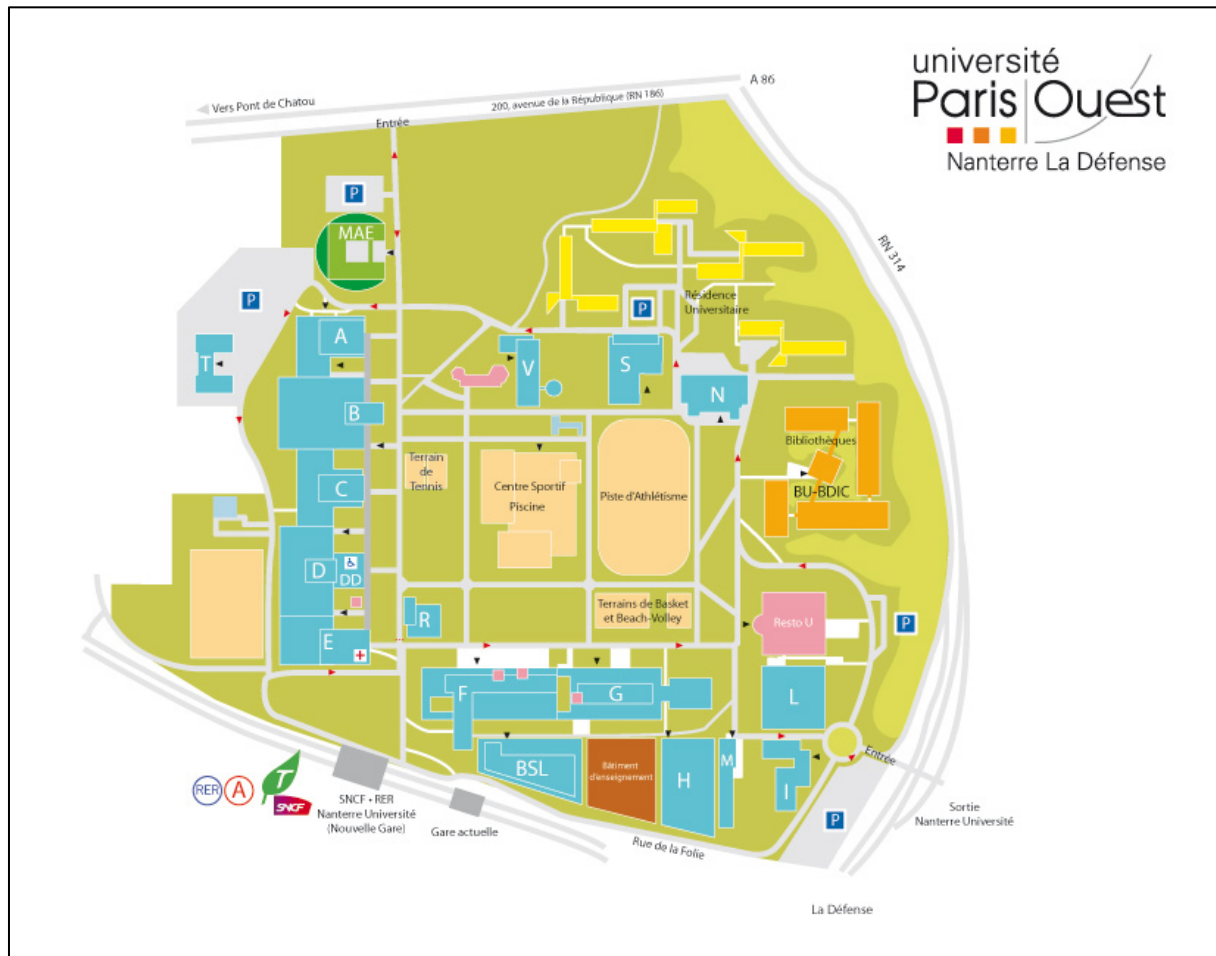 université
Paris Ouest
Nanterre La Défense
A 86
Vers Pont de Chatou
200, avenue de la République (RN 186)
Entrée
P
MAE
RN 314
P
Résidence
Universitaire
P
A
T
V
S
N
B
Bibliothèques
BU-BDIC
Terrain
de
Tennis
Centre Sportif
Piscine
Piste d'Athlétisme
C
D
DD
R
Terrains de Basket
et Beach-Volley
Resto U
P
E
F
G
L
Entrée
BSL
Bâtiment
d'enseignement
H
M
I
P
RER
A
T
SNCF
SNCF • RER
Nanterre Université
(Nouvelle Gare)
Gare actuelle
Rue de la Folie
Sortie
Nanterre Université
La Défense